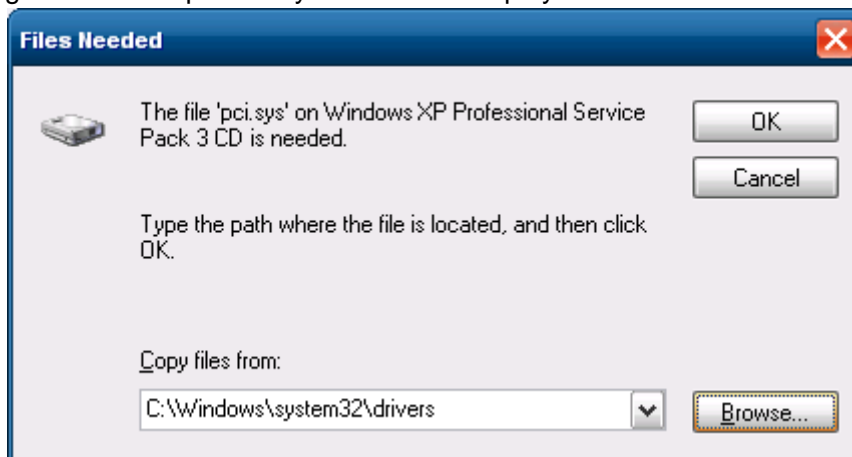 Files Needed
The file 'pci.sys' on Windows XP Professional Service
Pack 3 CD is needed.
OK
Cancel
Type the path where the file is located, and then click
OK.
Copy files from:
C:\Windows\system32\drivers
Browse...